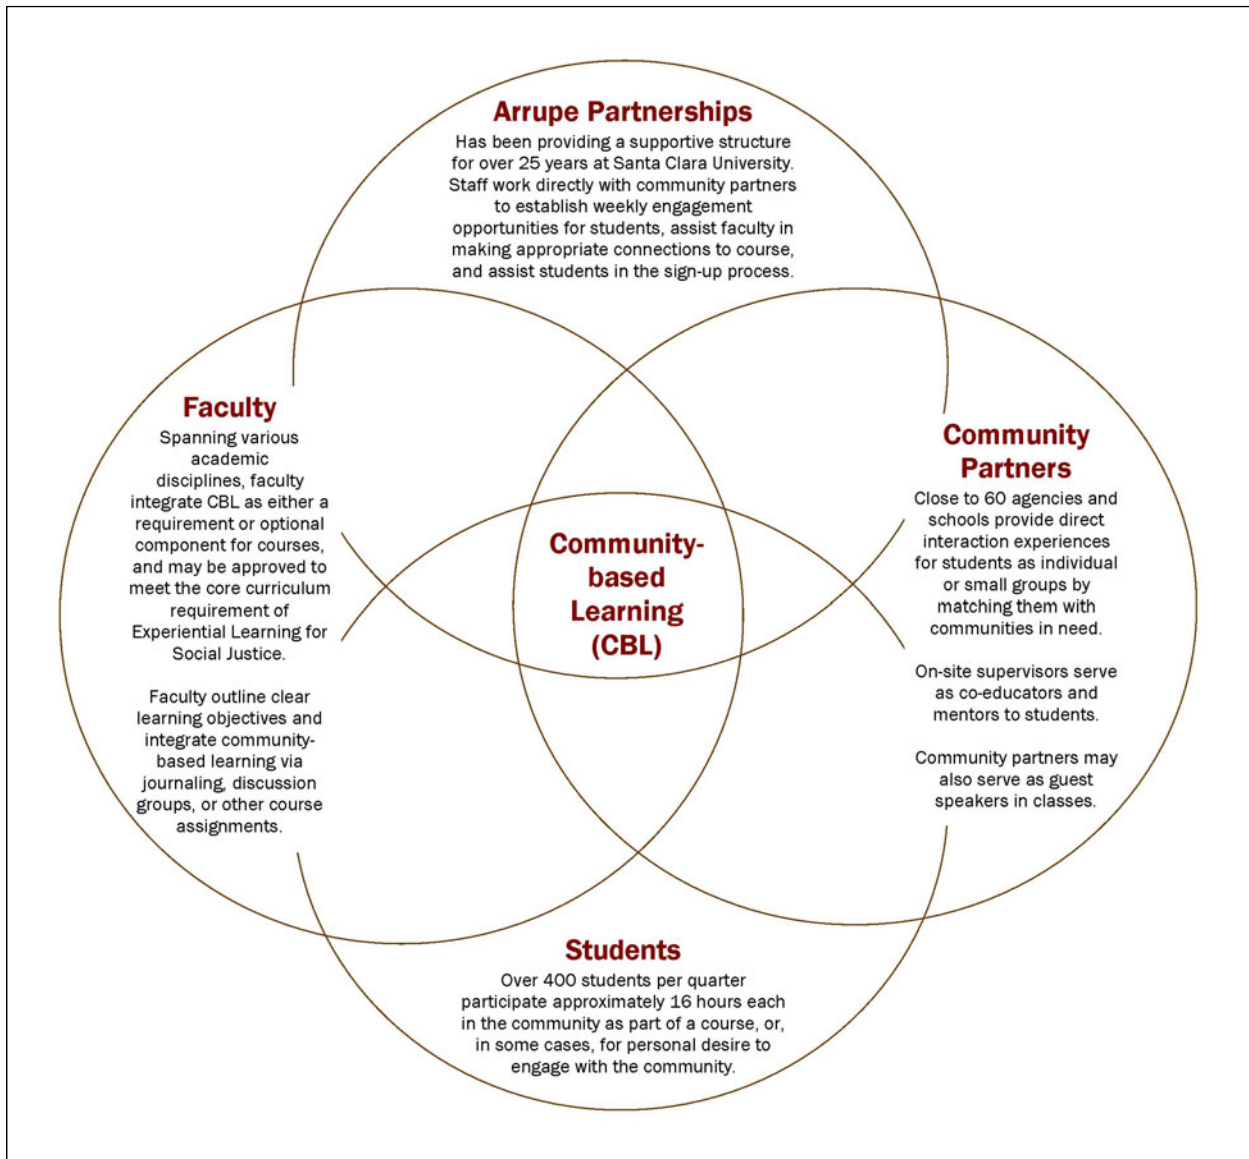 Arrupe Partnerships
Has been providing a supportive structure
for over 25 years at Santa Clara University.
Staff work directly with community partners
to establish weekly engagement
opportunities for students, assist faculty in
making appropriate connections to course,
and assist students in the sign-up process.
Faculty
Spanning various
academic
disciplines, faculty
integrate CBL as either a
requirement or optional
component for courses,
and may be approved to
meet the core curriculum
requirement of
Experiential Learning for
Social Justice.
Faculty outline clear
learning objectives and
integrate community-
based learning via
journaling, discussion
groups, or other course
assignments.
Community-
based
Learning
(CBL)
Community
Partners
Close to 60 agencies and
schools provide direct
interaction experiences
for students as individual
or small groups by
matching them with
communities in need.
On-site supervisors serve
as co-educators and
mentors to students.
Community partners may
also serve as guest
speakers in classes.
Students
Over 400 students per quarter
participate approximately 16 hours each
in the community as part of a course, or,
in some cases, for personal desire to
engage with the community.